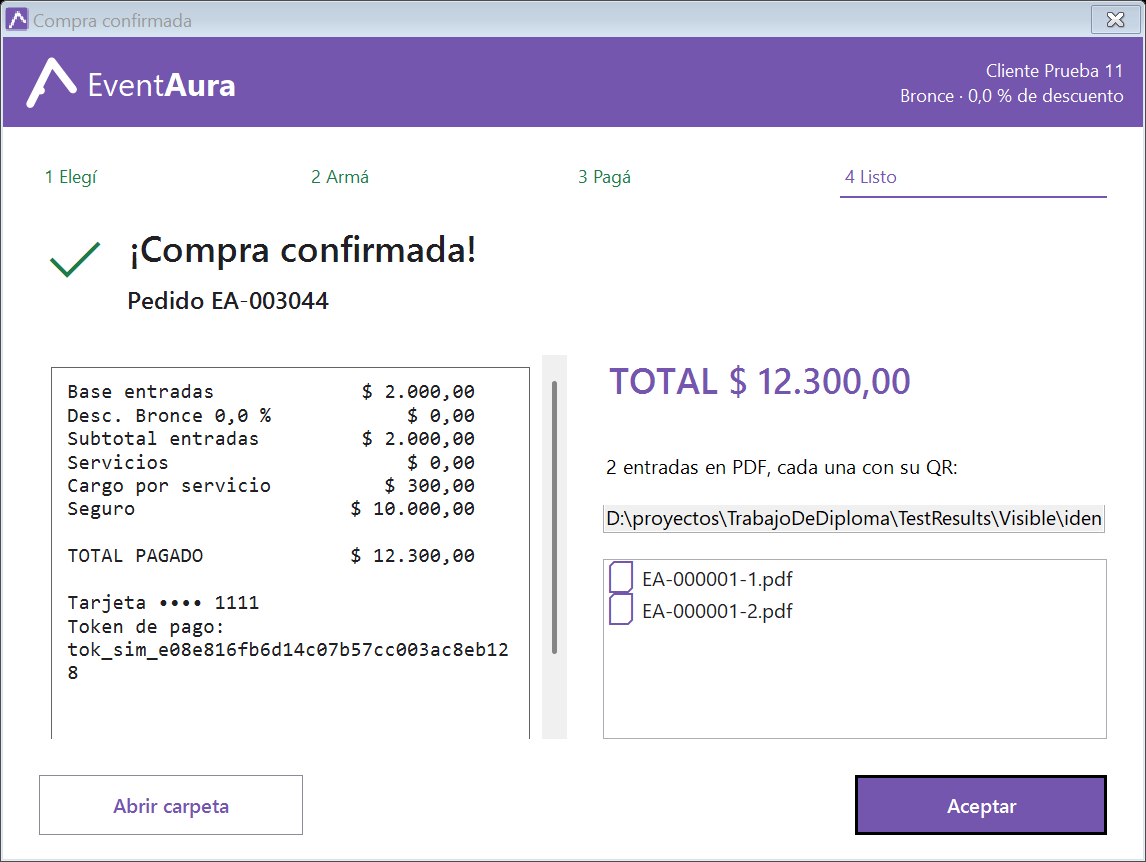 Compra confirmada
EventAura
Cliente Prueba 11
Bronce · 0,0 % de descuento
1 Elegí
2 Armá
3 Pagá
4 Listo
¡Compra confirmada!
Pedido EA-003044
Base entradas $ 2.000,00
Desc. Bronce 0,0 % $ 0,00
Subtotal entradas $ 2.000,00
Servicios $ 0,00
Cargo por servicio $ 300,00
Seguro $ 10.000,00
TOTAL PAGADO $ 12.300,00
Tarjeta •••• 1111
Token de pago:
tok_sim_e08e816fb6d14c07b57cc003ac8eb12
8
TOTAL $ 12.300,00
2 entradas en PDF, cada una con su QR:
D:\proyectos\TrabajoDeDiploma\TestResults\Visible\iden
EA-000001-1.pdf
EA-000001-2.pdf
Abrir carpeta
Aceptar